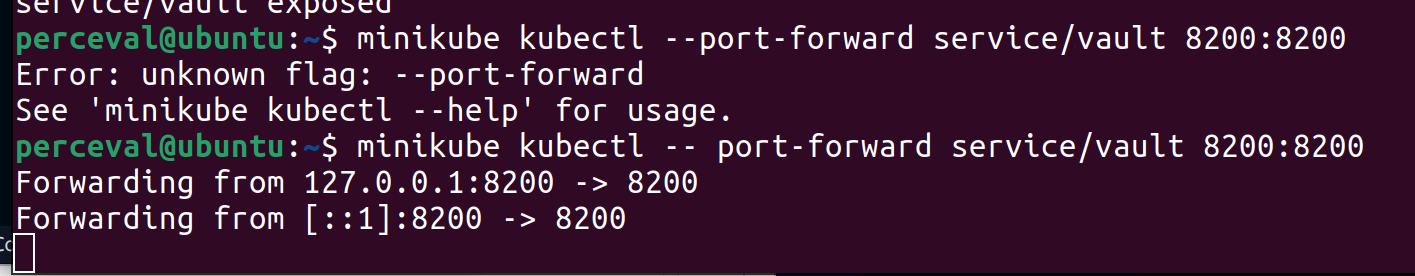 service/vault exposed
perceval@ubuntu:~$ minikube kubectl --port-forward service/vault 8200:8200
Error: unknown flag: --port-forward
See 'minikube kubectl --help' for usage.
perceval@ubuntu:~$ minikube kubectl -- port-forward service/vault 8200:8200
Forwarding from 127.0.0.1:8200 -> 8200
Forwarding from [::1]:8200 -> 8200